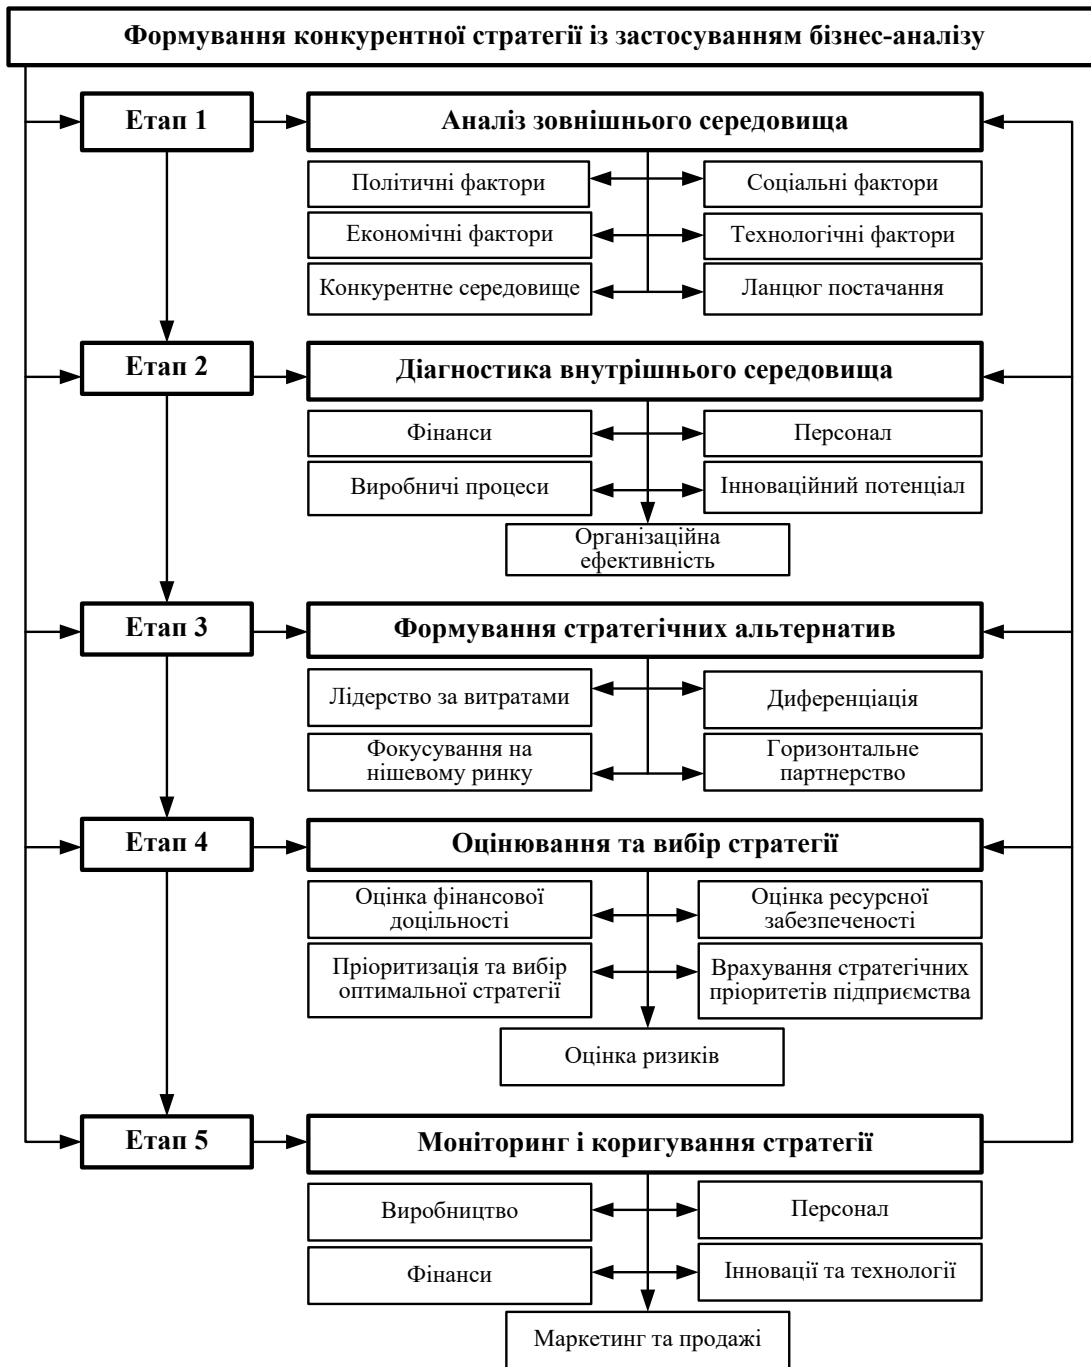 Формування конкурентної стратегії із застосуванням бізнес-аналізу
Етап 1
Аналіз зовнішнього середовища
Політичні фактори
Соціальні фактори
Економічні фактори
Технологічні фактори
Конкурентне середовище
Ланцюг постачання
Етап 2
Діагностика внутрішнього середовища
Фінанси
Персонал
Виробничі процеси
Інноваційний потенціал
Організаційна
ефективність
Етап 3
Формування стратегічних альтернатив
Лідерство за витратами
Диференціація
Фокусування на
нішевому ринку
Горизонтальне
партнерство
Етап 4
Оцінювання та вибір стратегії
Оцінка фінансової
доцільності
Оцінка ресурсної
забезпеченості
Пріоритизація та вибір
оптимальної стратегії
Врахування стратегічних
пріоритетів підприємства
Оцінка ризиків
Етап 5
Моніторинг і коригування стратегії
Виробництво
Персонал
Фінанси
Інновації та технології
Маркетинг та продажі